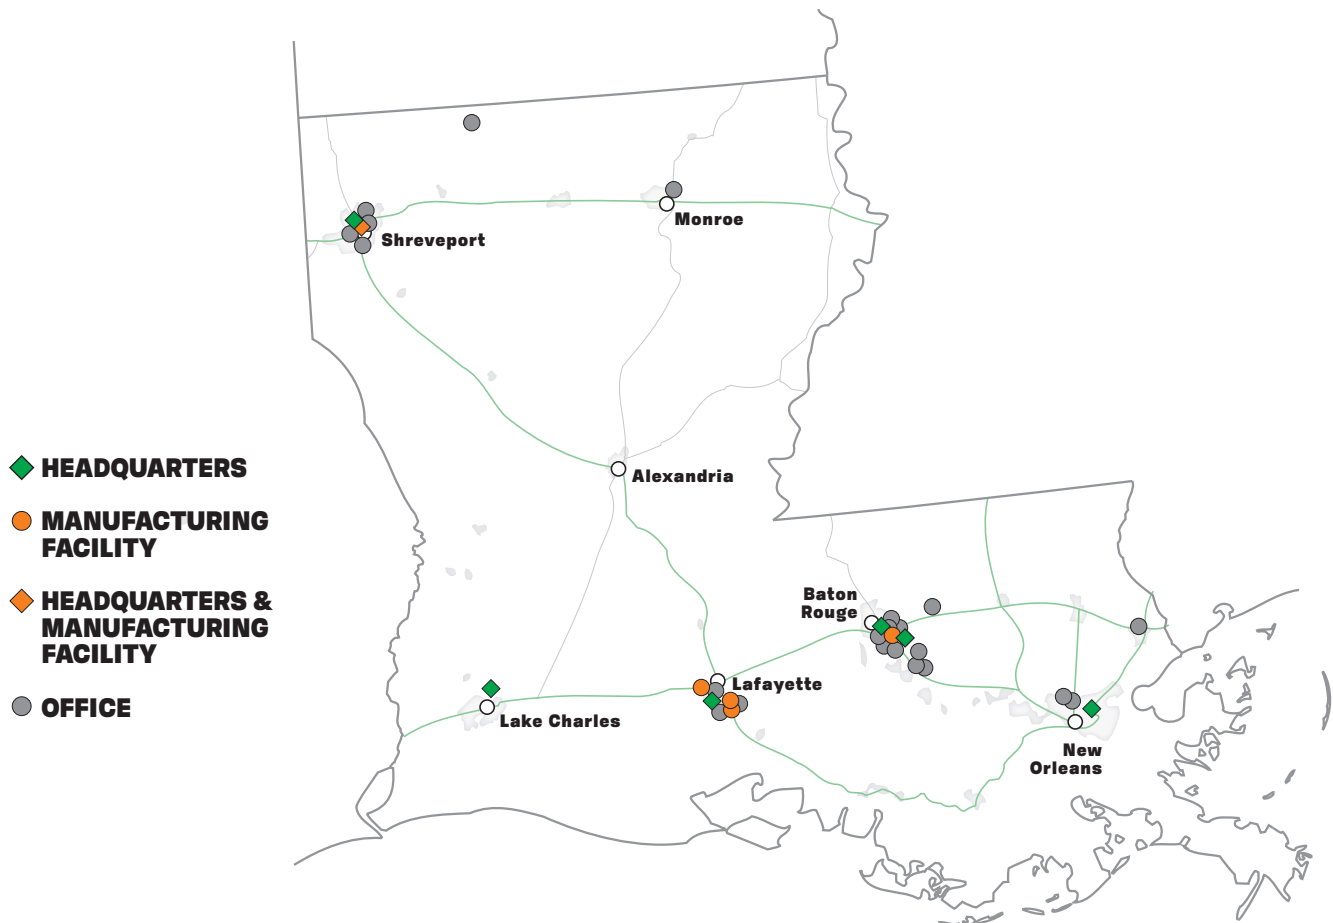 Monroe
Shreveport
HEADQUARTERS
Alexandria
MANUFACTURING
FACILITY
HEADQUARTERS &
MANUFACTURING
FACILITY
Baton
Rouge
Lafayette
OFFICE
Lake Charles
New
Orleans